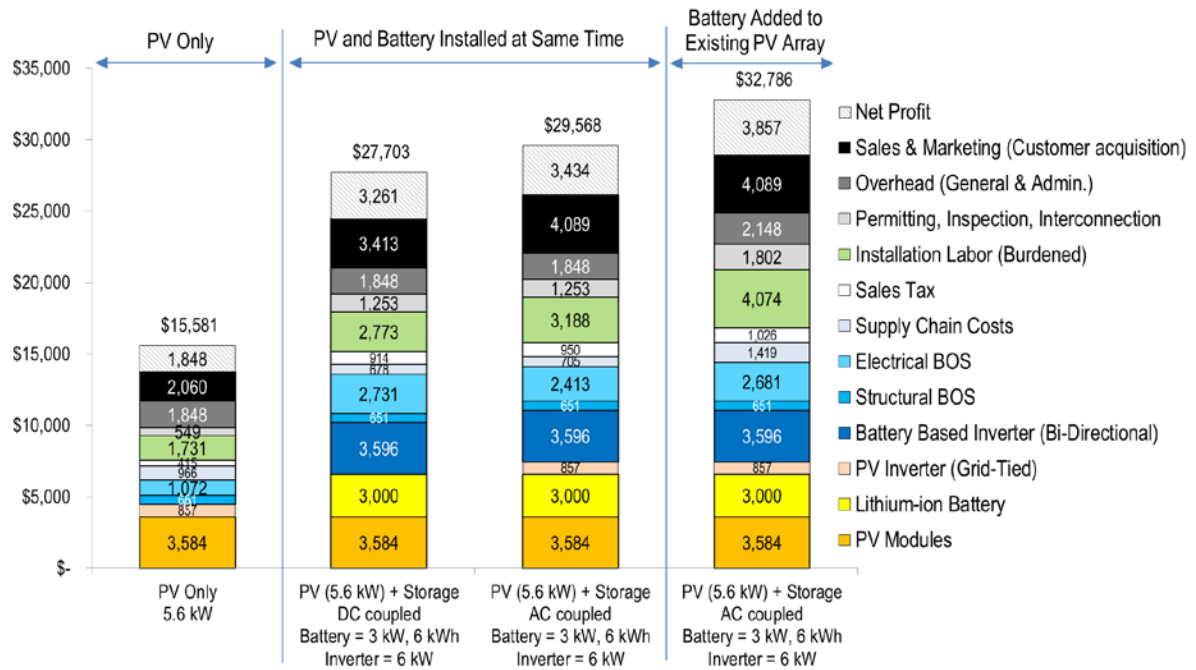 PV Only
PV and Battery Installed at Same Time
Battery Added to
Existing PV Array
$35,000
$30,000
$25,000
$20,000
$15,000
$10,000
$5,000
$-
$15,581
1,848
2,060
1,848
549
1,731
415
966
1,072
651
857
3,584
$27,703
3,261
3,413
1,848
1,253
2,773
914
678
2,731
651
3,596
3,000
3,584
$29,568
3,434
4,089
1,848
1,253
3,188
950
705
2,413
651
3,596
857
3,000
3,584
$32,786
3,857
4,089
2,148
1,802
4,074
1,026
1,419
2,681
651
3,596
857
3,000
3,584
PV Only
5.6 kW
PV (5.6 kW) + Storage
DC coupled
Battery = 3 kW, 6 kWh
Inverter = 6 kW
PV (5.6 kW) + Storage
AC coupled
Battery = 3 kW, 6 kWh
Inverter = 6 kW
PV (5.6 kW) + Storage
AC coupled
Battery = 3 kW, 6 kWh
Inverter = 6 kW
Net Profit
Sales & Marketing (Customer acquisition)
Overhead (General & Admin.)
Permitting, Inspection, Interconnection
Installation Labor (Burdened)
Sales Tax
Supply Chain Costs
Electrical BOS
Structural BOS
Battery Based Inverter (Bi-Directional)
PV Inverter (Grid-Tied)
Lithium-ion Battery
PV Modules